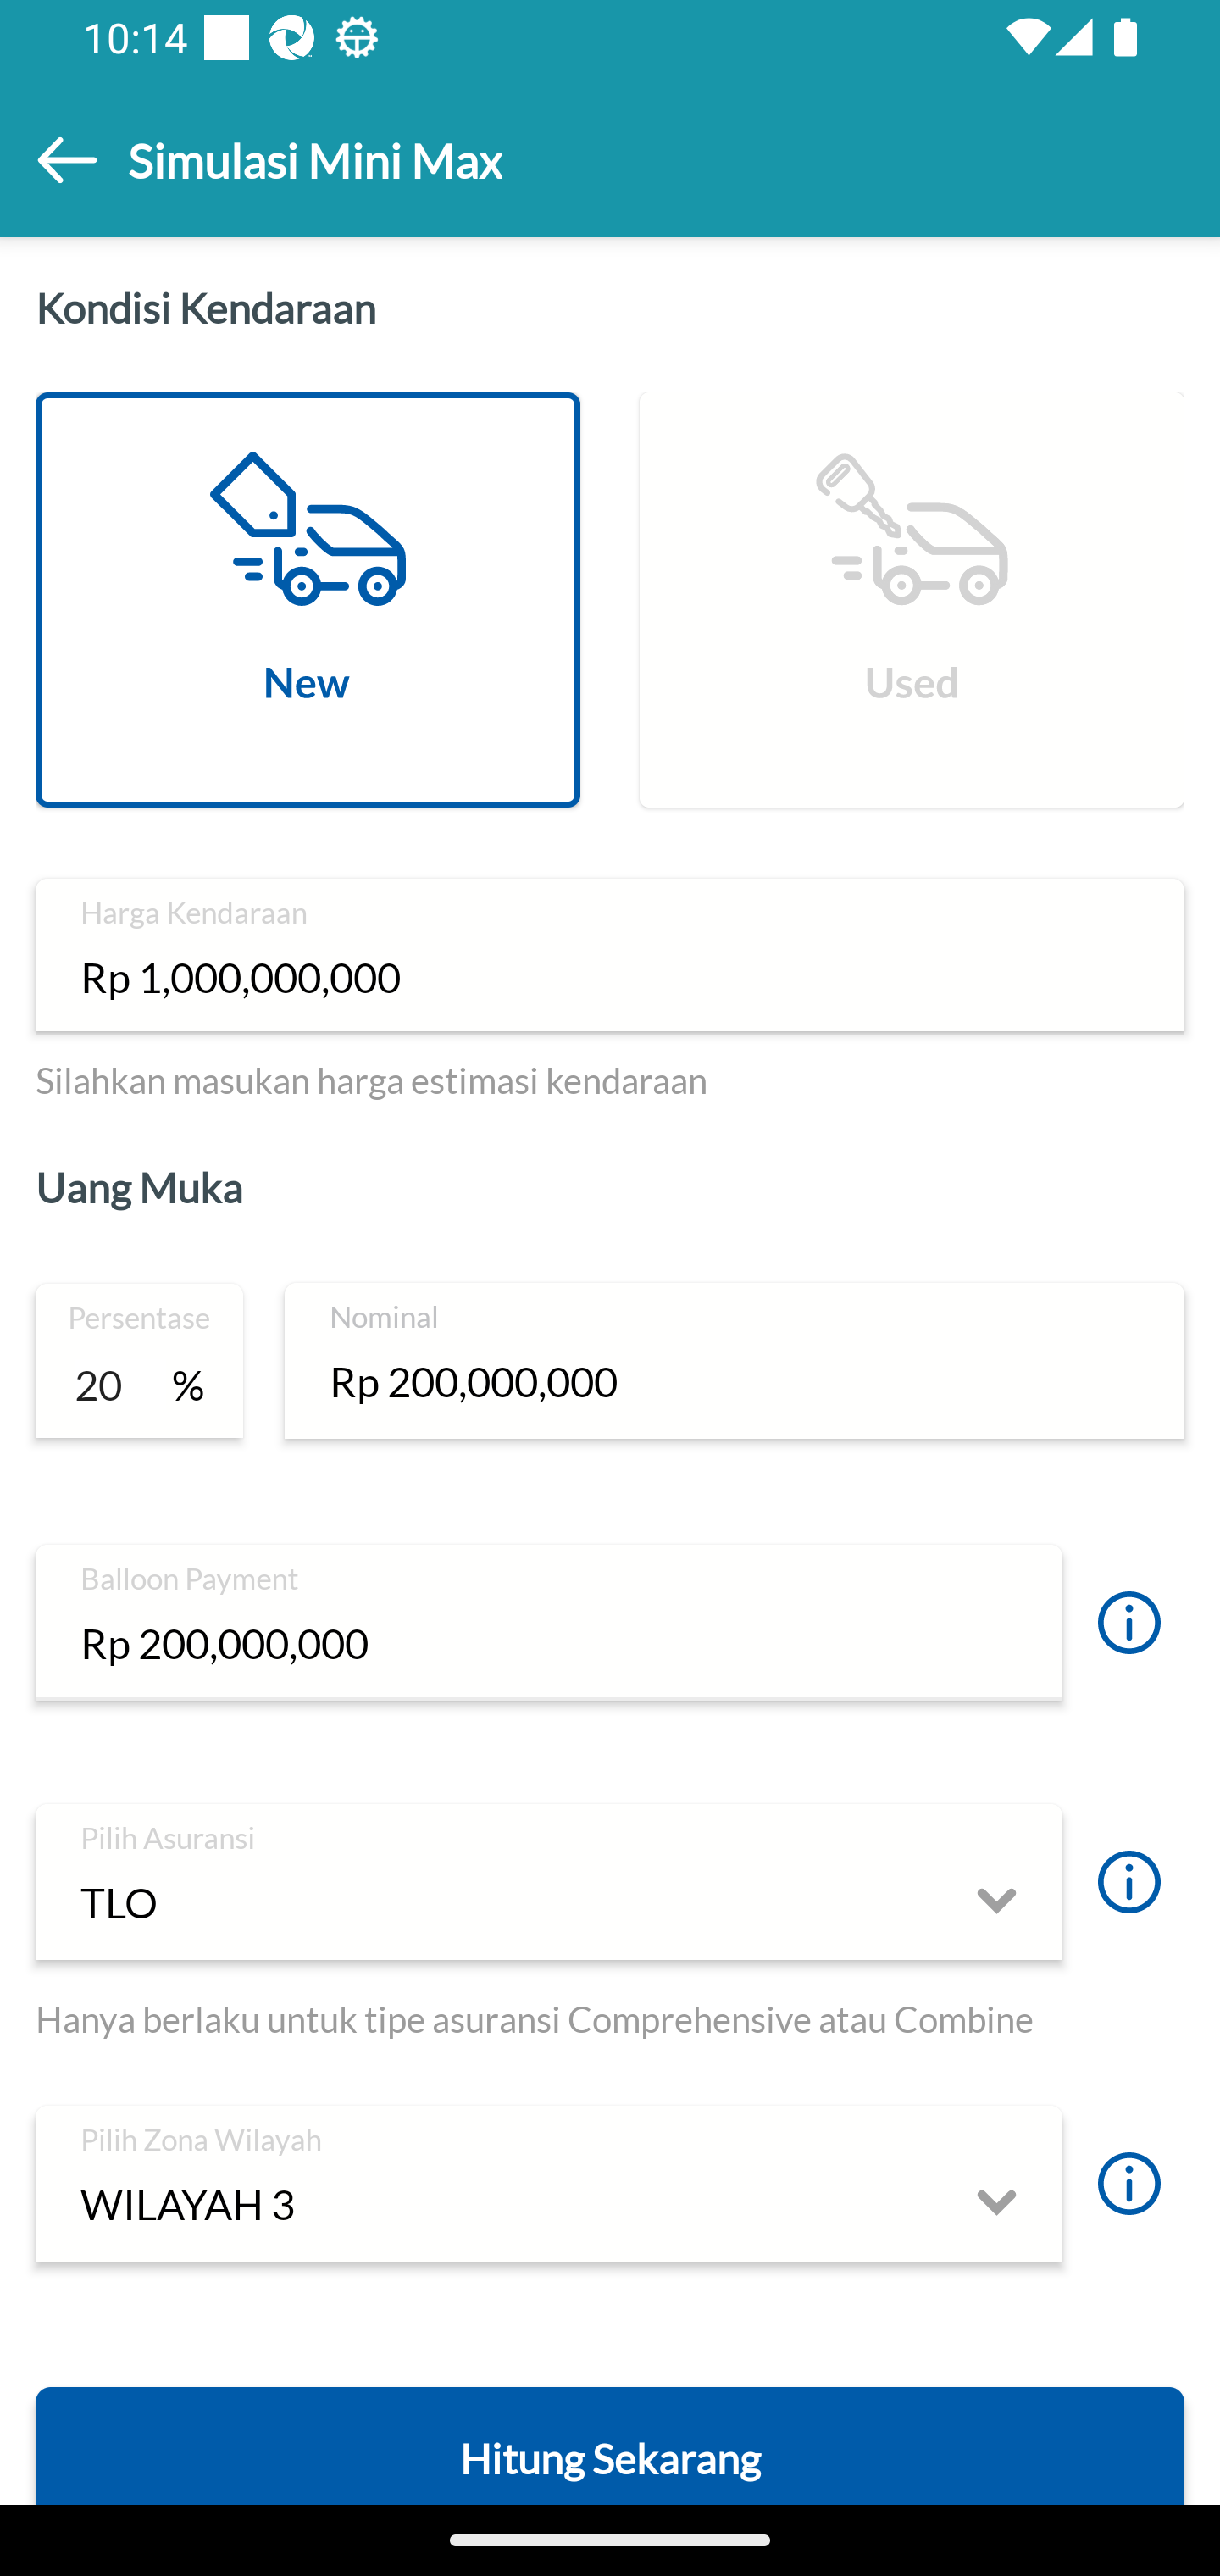 10:14
Simulasi Mini Max
Kondisi Kendaraan
New
Used
Harga Kendaraan
Rp 1,000,000,000
Silahkan masukan harga estimasi kendaraan
Uang Muka
Persentase
20 %
Nominal
Rp 200,000,000
Balloon Payment
Rp 200,000,000
Pilih Asuransi
TLO
Hanya berlaku untuk tipe asuransi Comprehensive atau Combine
Pilih Zona Wilayah
WILAYAH 3
Hitung Sekarang